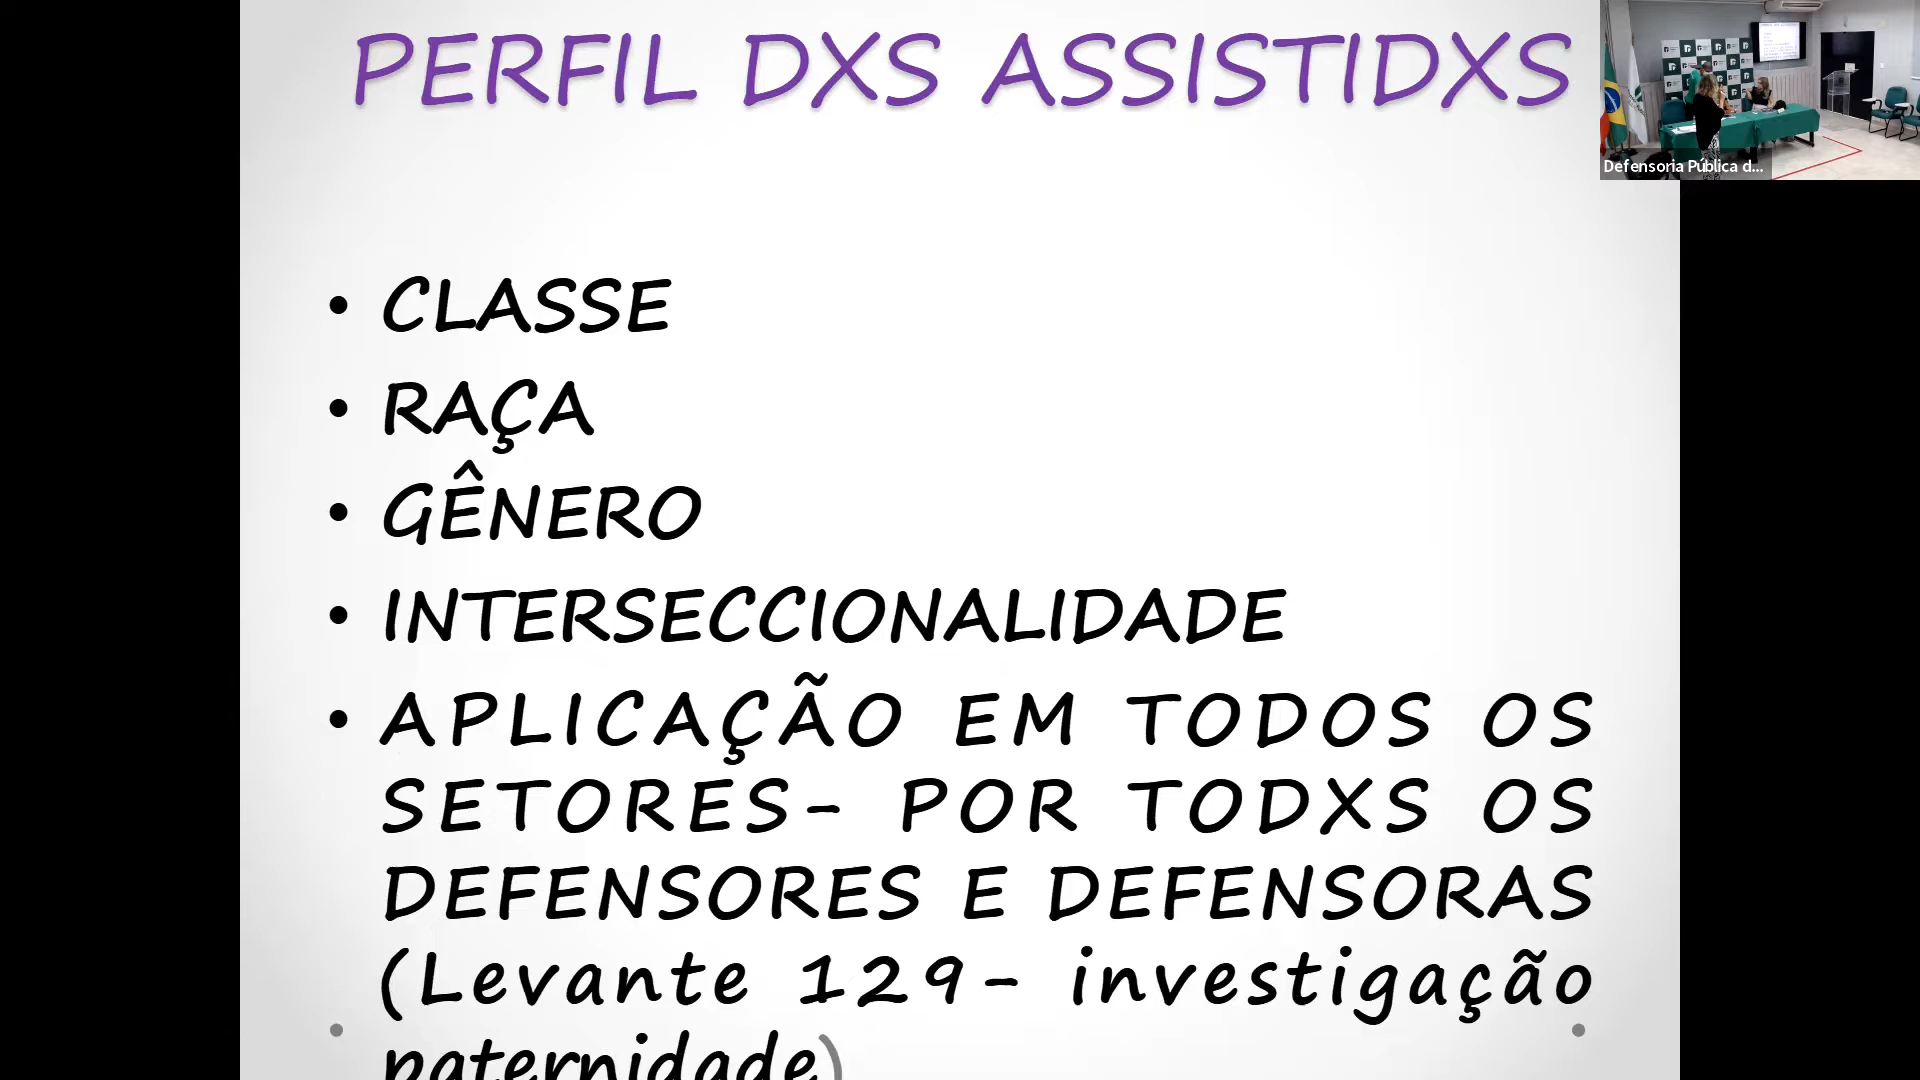 PERFIL DXS ASSISTIDXS
Defensoria Pública d...
• CLASSE
• RAÇA
• GÊNERO
• INTERSECCIONALIDADE
• APLICAÇÃO EM TODOS OS
SETORES- POR TODXS OS
DEFENSORES E DEFENSORAS
(Levante 129- investigação
paternidade)